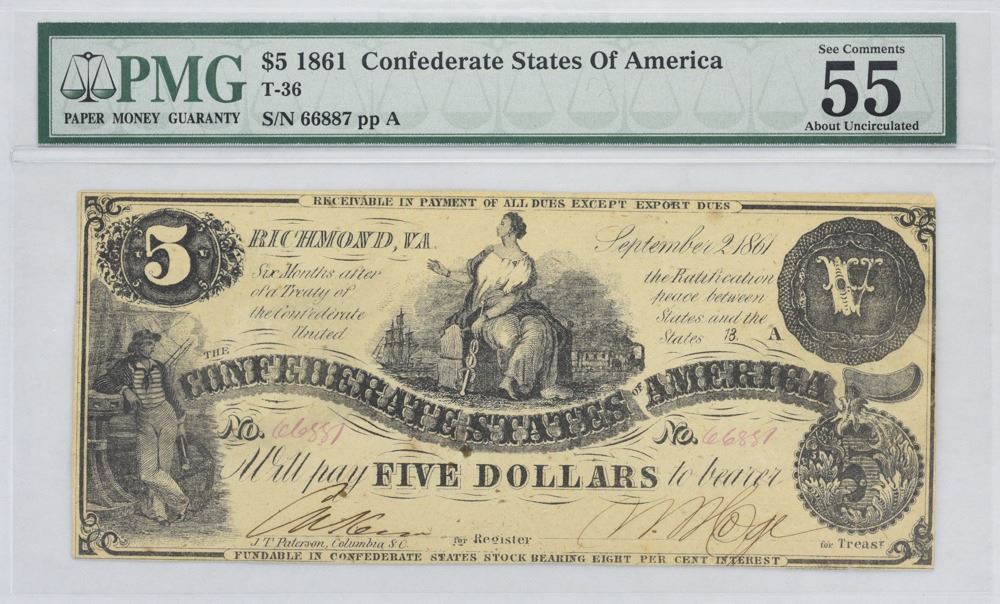 PMG
PAPER MONEY GUARANTY
$5 1861 Confederate States Of America
T-36
S/N 66887 pp A
See Comments
55
About Uncirculated
RECEIVABLE IN PAYMENT OF ALL DUES EXCEPT EXPORT DUES
5
RICHMOND, VA.
September 2, 1861
V
Six Months after the Ratification
of a Treaty of peace between
the Confederate States and the
United States 13. A
THE CONFEDERATE STATES OF AMERICA
No. 66887 No. 66887
Will pay FIVE DOLLARS to bearer
5
J. T. Paterson, Columbia S.C. for Register for Treasr
FUNDABLE IN CONFEDERATE STATES STOCK BEARING EIGHT PER CENT INTEREST